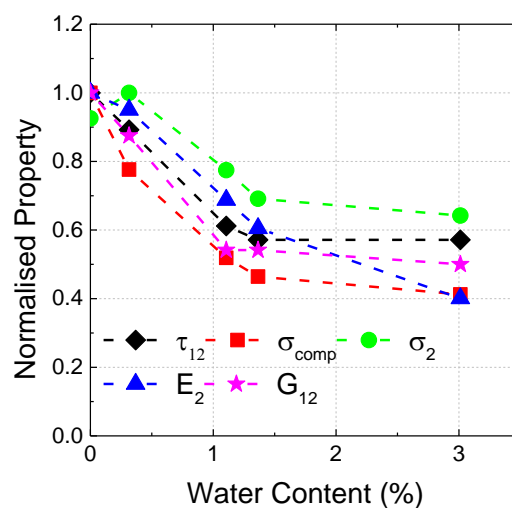 1.2
1.0
0.8
0.6
0.4
0.2
0.0
Normalised Property
τ12 σcomp σ2
E2 G12
0 1 2 3
Water Content (%)